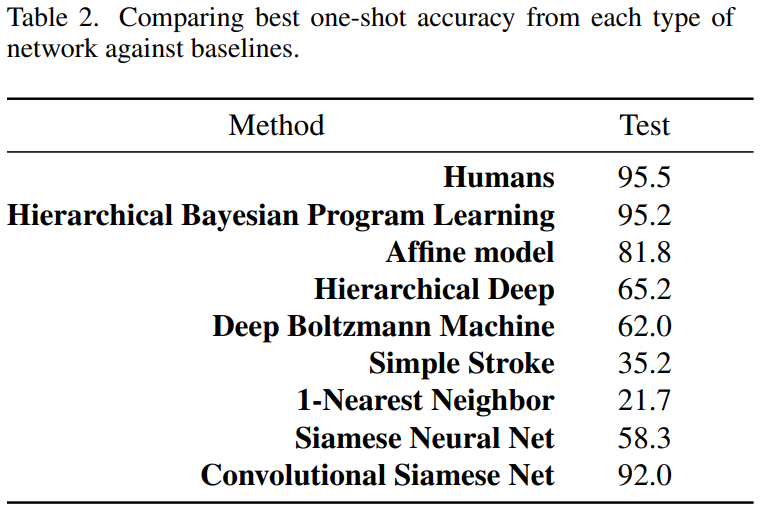 Table 2. Comparing best one-shot accuracy from each type of
network against baselines.
Method Test
Humans 95.5
Hierarchical Bayesian Program Learning 95.2
Affine model 81.8
Hierarchical Deep 65.2
Deep Boltzmann Machine 62.0
Simple Stroke 35.2
1-Nearest Neighbor 21.7
Siamese Neural Net 58.3
Convolutional Siamese Net 92.0